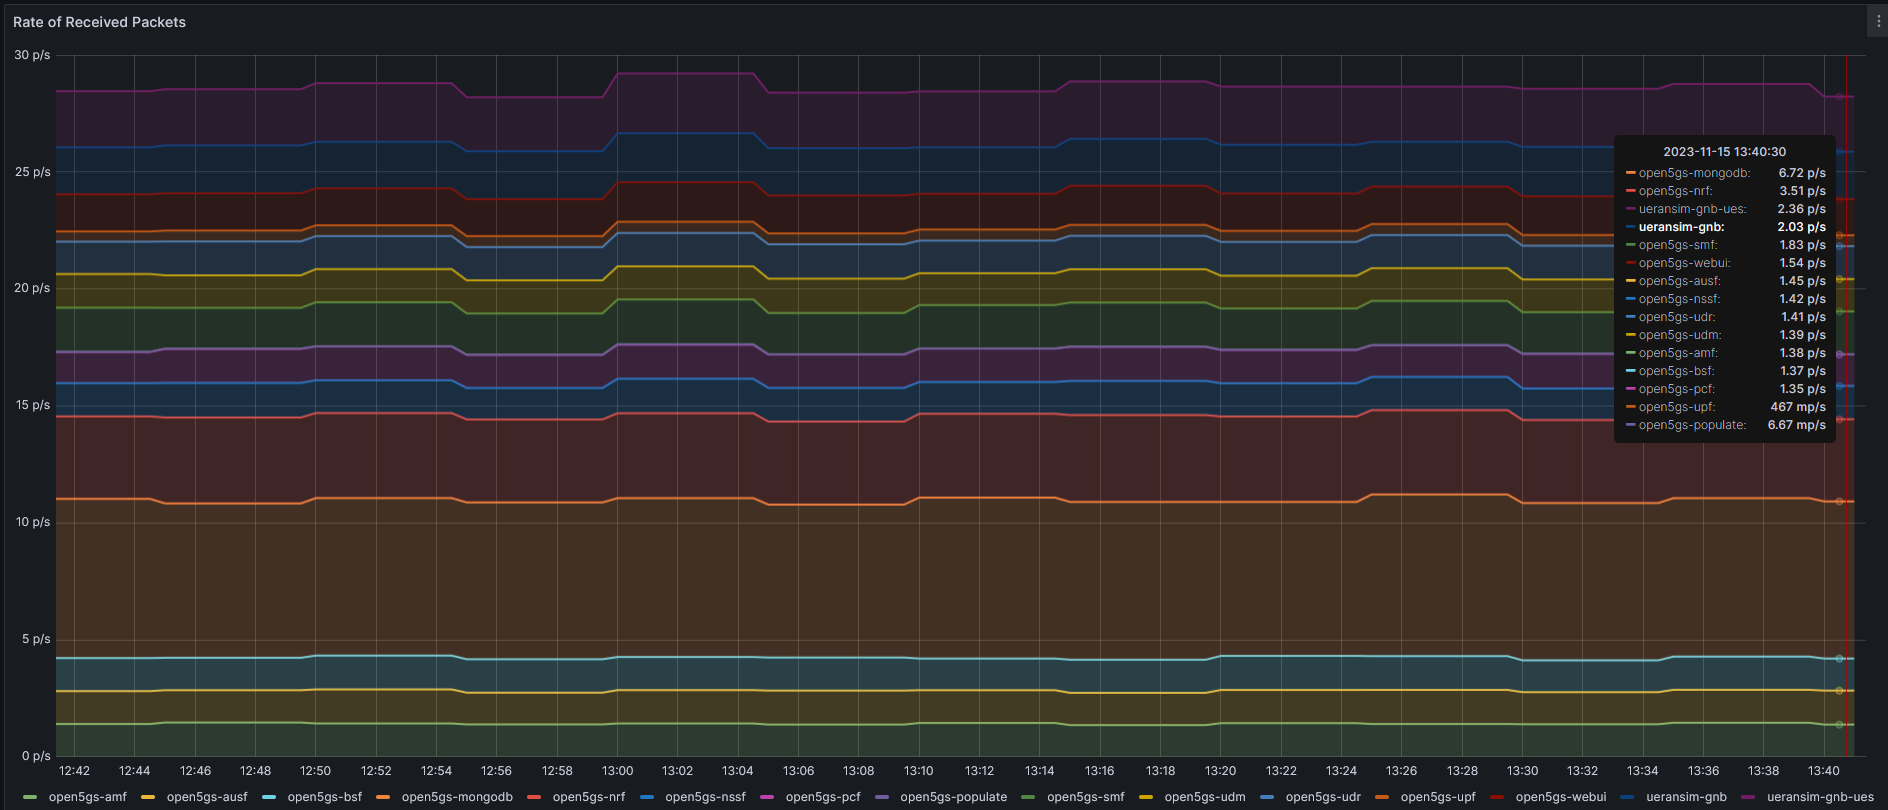 Rate of Received Packets
30 p/s
25 p/s
20 p/s
15 p/s
10 p/s
5 p/s
0 p/s
2023-11-15 13:40:30
open5gs-mongodb: 6.72 p/s
open5gs-nrf: 3.51 p/s
ueransim-gnb-ues: 2.36 p/s
ueransim-gnb: 2.03 p/s
open5gs-smf: 1.83 p/s
open5gs-webui: 1.54 p/s
open5gs-ausf: 1.45 p/s
open5gs-nssf: 1.42 p/s
open5gs-udr: 1.41 p/s
open5gs-udm: 1.39 p/s
open5gs-amf: 1.38 p/s
open5gs-bsf: 1.37 p/s
open5gs-pcf: 1.35 p/s
open5gs-upf: 467 mp/s
open5gs-populate: 6.67 mp/s
12:42 12:44 12:46 12:48 12:50 12:52 12:54 12:56 12:58 13:00 13:02 13:04 13:06 13:08 13:10 13:12 13:14 13:16 13:18 13:20 13:22 13:24 13:26 13:28 13:30 13:32 13:34 13:36 13:38 13:40
open5gs-amf open5gs-ausf open5gs-bsf open5gs-mongodb open5gs-nrf open5gs-nssf open5gs-pcf open5gs-populate open5gs-smf open5gs-udm open5gs-udr open5gs-upf open5gs-webui ueransim-gnb ueransim-gnb-ues